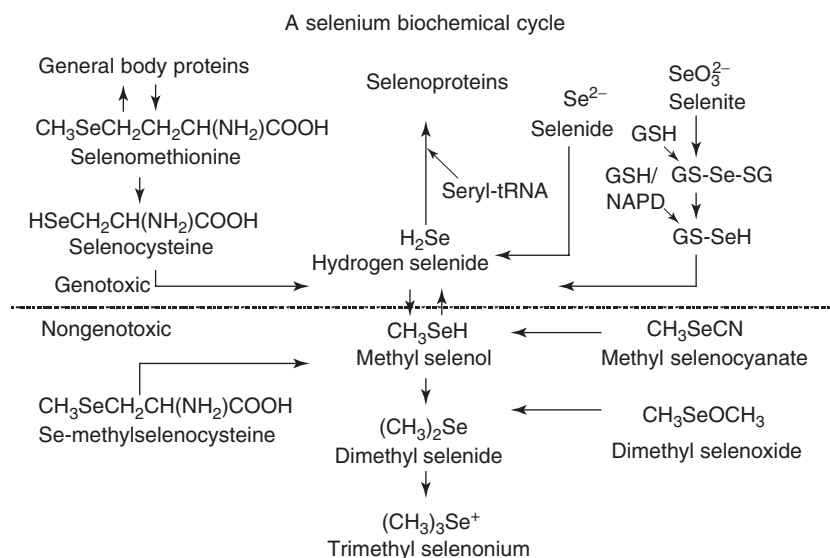 A selenium biochemical cycle
General body proteins
CH₃SeCH₂CH₂CH(NH₂)COOH
Selenomethionine
HSeCH₂CH(NH₂)COOH
Selenocysteine
Genotoxic
Selenoproteins
Seryl-tRNA
H₂Se
Hydrogen selenide
Se²⁻
Selenide
SeO₃²⁻
Selenite
GSH
GS-Se-SG
GSH/
NAPD
GS-SeH
Nongenotoxic
CH₃SeH
Methyl selenol
CH₃SeCN
Methyl selenocyanate
CH₃SeCH₂CH(NH₂)COOH
Se-methylselenocysteine
(CH₃)₂Se
Dimethyl selenide
CH₃SeOCH₃
Dimethyl selenoxide
(CH₃)₃Se⁺
Trimethyl selenonium